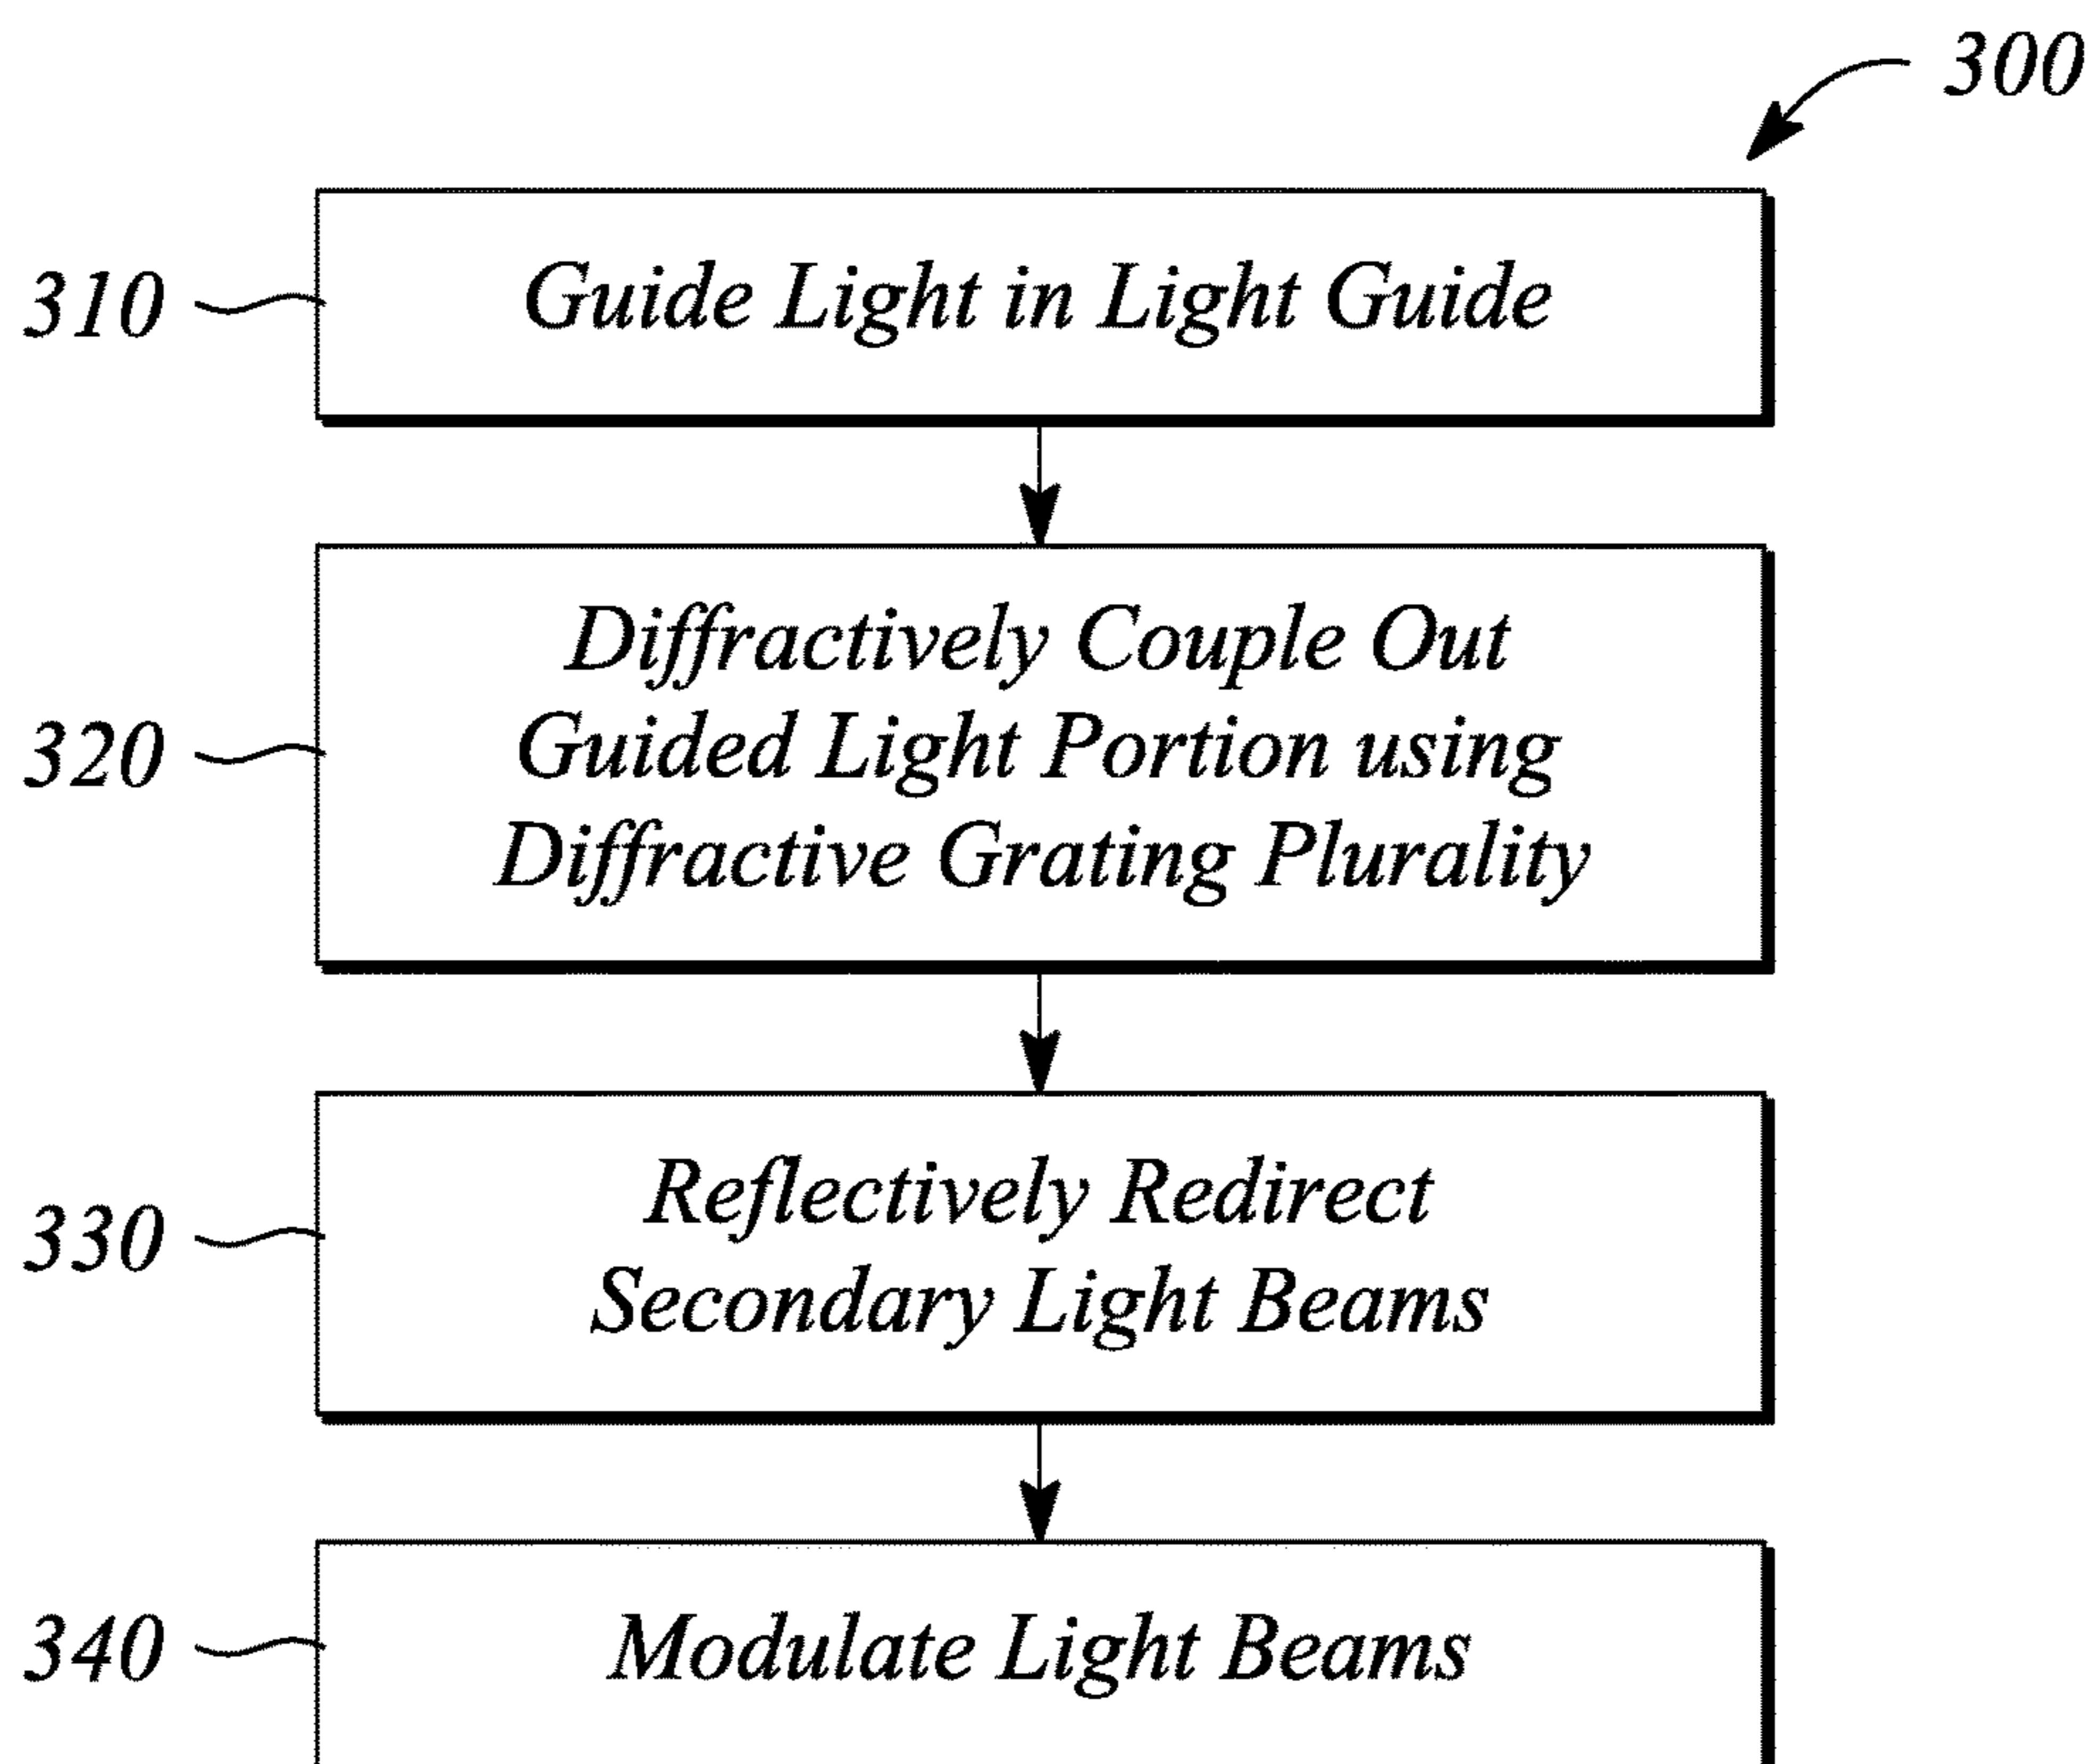 300
310
Guide Light in Light Guide
320
Diffractively Couple Out
Guided Light Portion using
Diffractive Grating Plurality
330
Reflectively Redirect
Secondary Light Beams
340
Modulate Light Beams